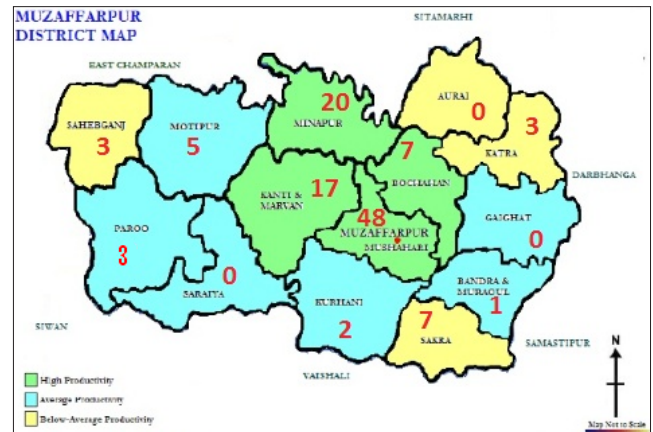 MUZAFFARPUR
DISTRICT MAP
SITAMARHI
EAST CHAMPARAN
20
MINAPUR
AURAI
0
SAHEBGANJ
3
MOTIPUR
5
7
3
KATRA
BOCHAHAN
DARBHANGA
17
KANTI &
MARVAN
48
MUZAFFARPUR
MUSHAHARI
GAIGHAT
0
PAROO
3
0
SARAIYA
BANDRA &
MURAOUL
1
KURHANI
2
7
SAKRA
SIWAN
SAMASTIPUR
VAISHALI
N
High Productivity
Average Productivity
Below-Average Productivity
Map Not to Scale